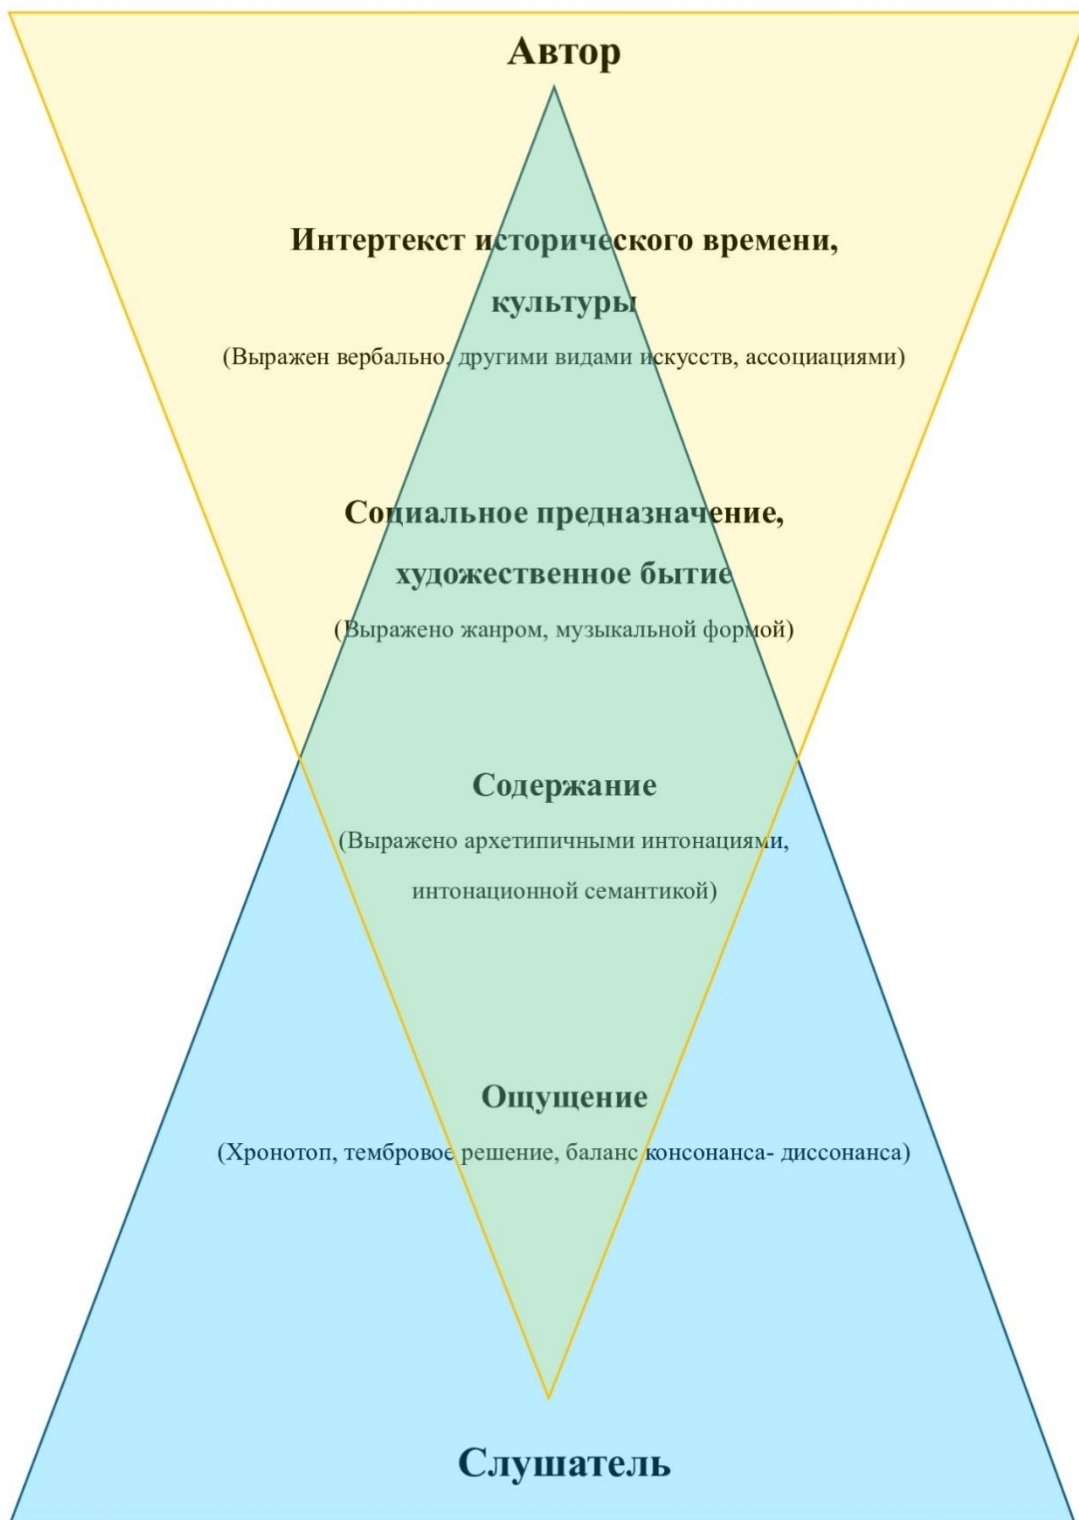 Автор
Интертекст исторического времени,
культуры
(Выражен вербально, другими видами искусств, ассоциациями)
Социальное предназначение,
художественное бытие
(Выражено жанром, музыкальной формой)
Содержание
(Выражено архетипичными интонациями,
интонационной семантикой)
Ощущение
(Хронотоп, тембровое решение, баланс консонанса- диссонанса)
Слушатель